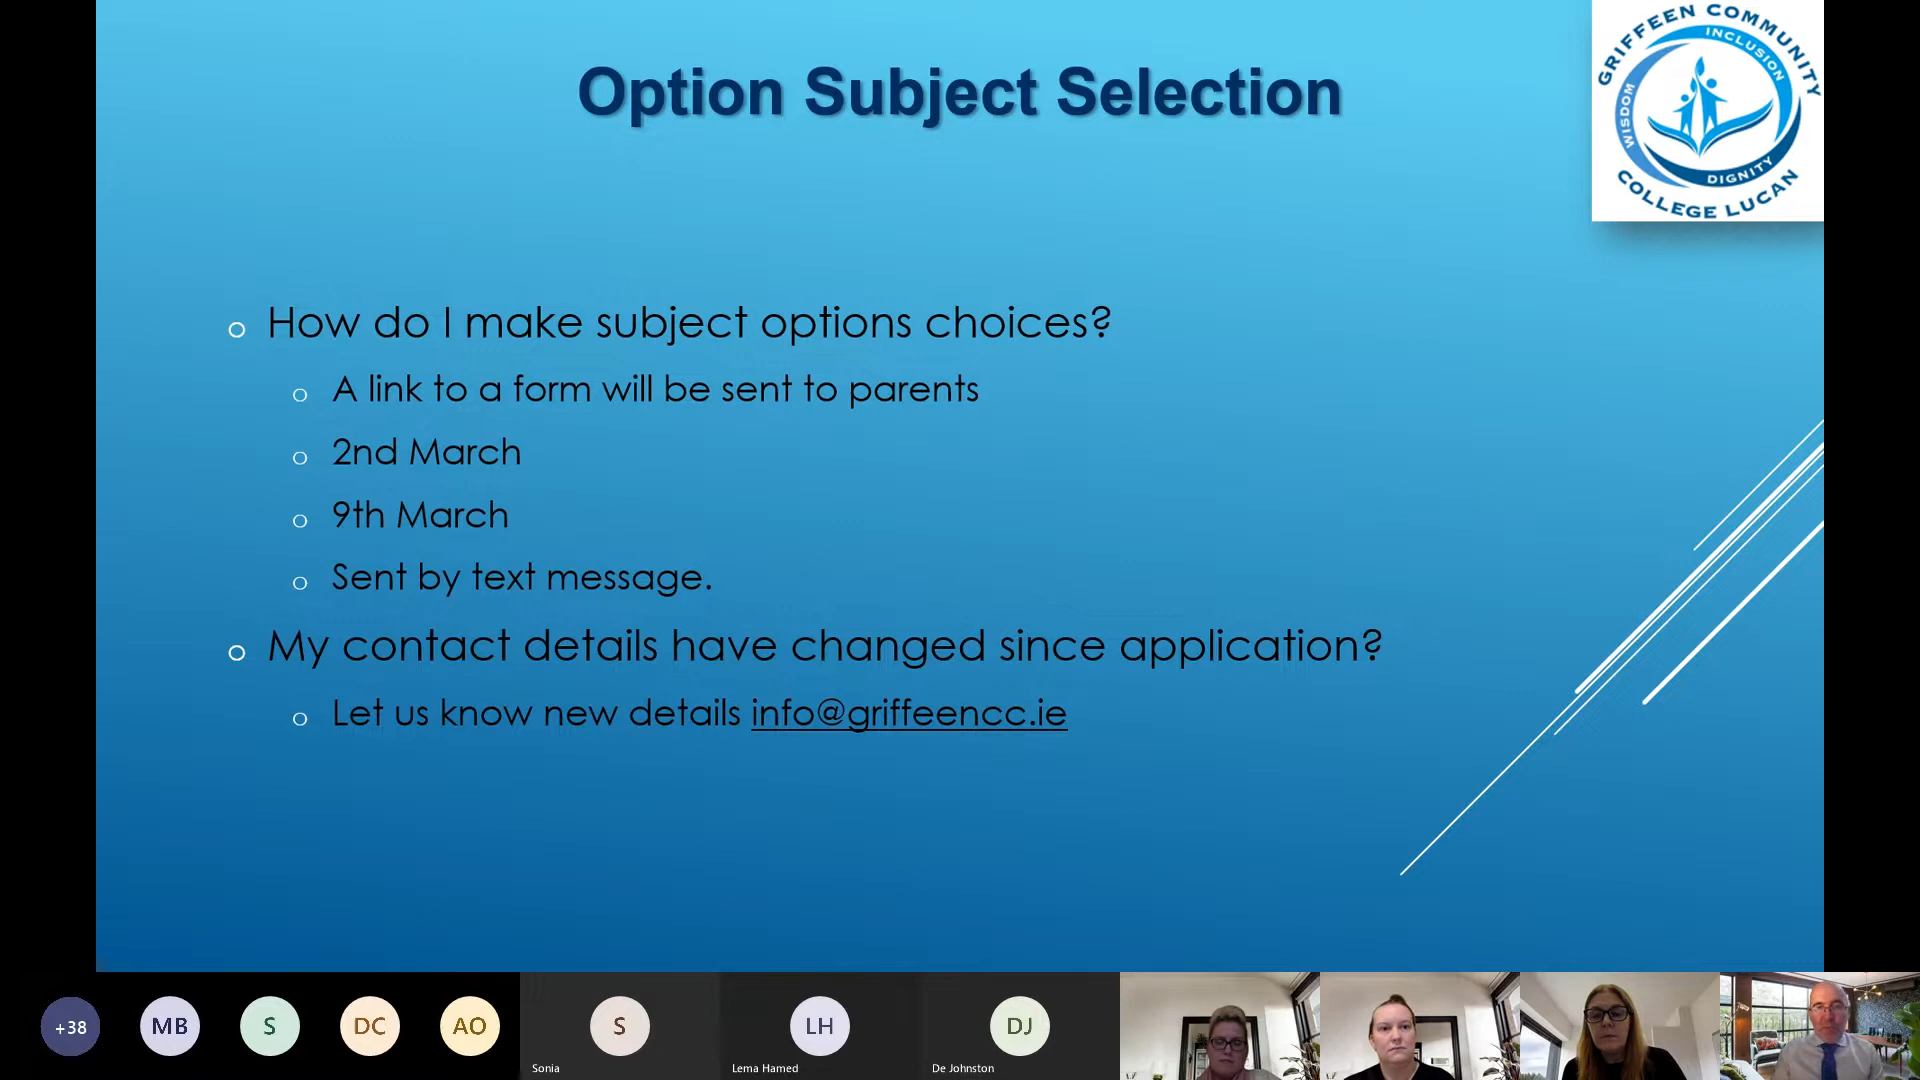 Option Subject Selection
GRIFFEEN COMMUNITY
INCLUSION
WISDOM
DIGNITY
COLLEGE LUCAN
How do I make subject options choices?
A link to a form will be sent to parents
2nd March
9th March
Sent by text message.
My contact details have changed since application?
Let us know new details info@griffeencc.ie
+38
MB
S
DC
AO
S
LH
DJ
Sonia
Lema Hamed
De Johnston